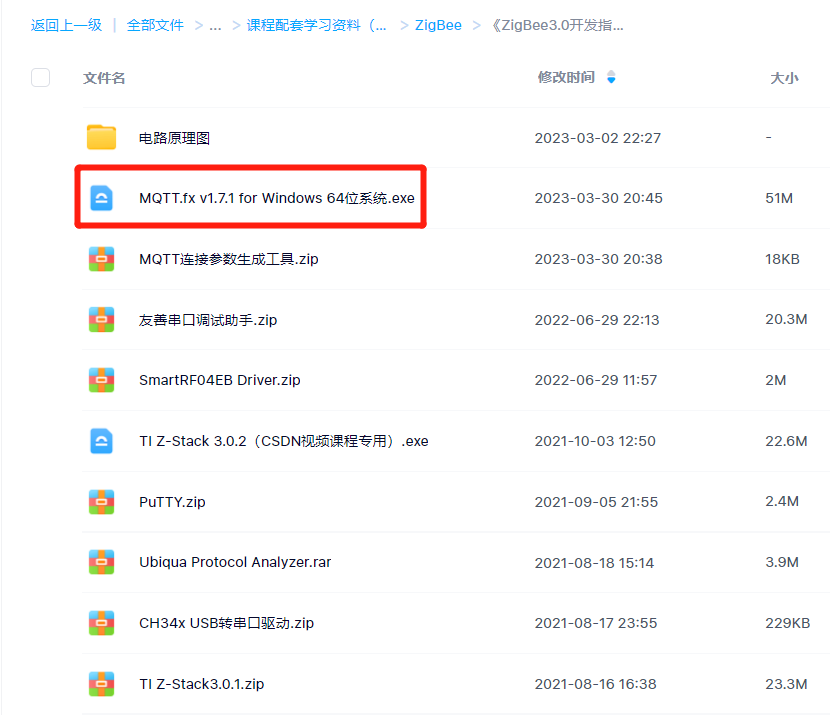 返回上一级 | 全部文件 > ... > 课程配套学习资料（... > ZigBee > 《ZigBee3.0开发指...
文件名 修改时间 大小
电路原理图 2023-03-02 22:27 -
MQTT.fx v1.7.1 for Windows 64位系统.exe 2023-03-30 20:45 51M
MQTT连接参数生成工具.zip 2023-03-30 20:38 18KB
友善串口调试助手.zip 2022-06-29 22:13 20.3M
SmartRF04EB Driver.zip 2022-06-29 11:57 2M
TI Z-Stack 3.0.2（CSDN视频课程专用）.exe 2021-10-03 12:50 22.6M
PuTTY.zip 2021-09-05 21:55 2.4M
Ubiqua Protocol Analyzer.rar 2021-08-18 15:14 3.9M
CH34x USB转串口驱动.zip 2021-08-17 23:55 229KB
TI Z-Stack3.0.1.zip 2021-08-16 16:38 23.3M